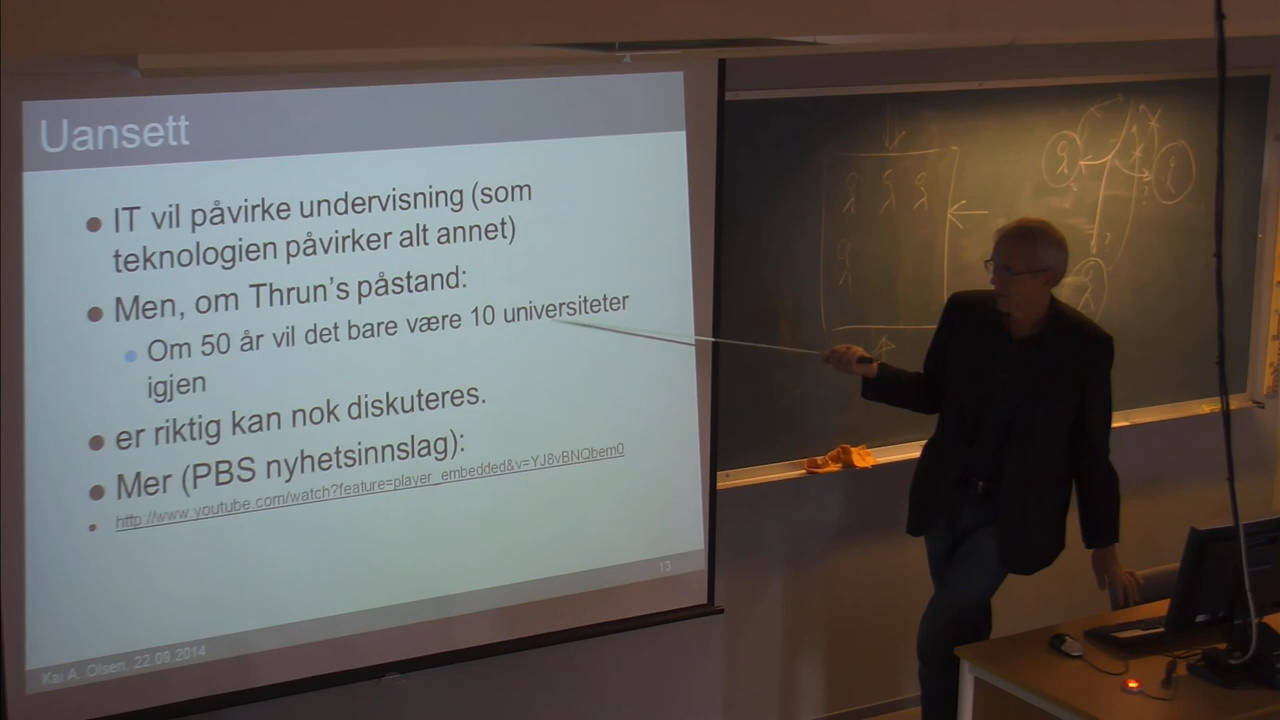 Uansett
IT vil påvirke undervisning (som
teknologien påvirker alt annet)
Men, om Thrun's påstand:
Om 50 år vil det bare være 10 universiteter
igjen
er riktig kan nok diskuteres.
Mer (PBS nyhetsinnslag):
http://www.youtube.com/watch?feature=player_embedded&v=YJ8vBNQbem0
13
Kai A. Olsen, 22.09.2014